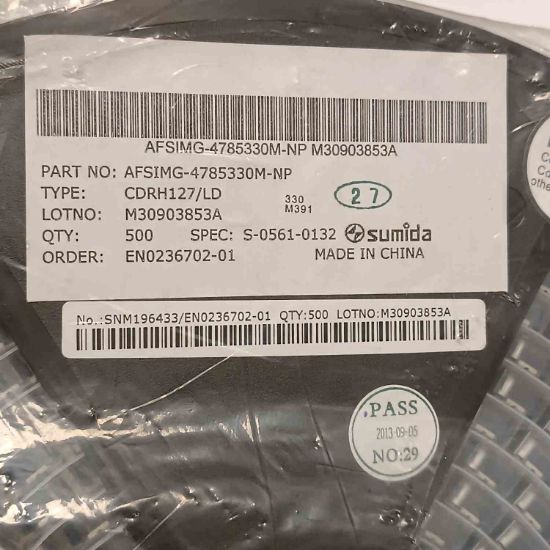 AFSIMG-4785330M-NP M30903853A
PART NO: AFSIMG-4785330M-NP
TYPE: CDRH127/LD 330 27
LOTNO: M30903853A M391
QTY: 500 SPEC: S-0561-0132 sumida
ORDER: EN0236702-01 MADE IN CHINA
No.:SNM196433/EN0236702-01 QTY:500 LOTNO:M30903853A
PASS
2013-09-05
NO:29